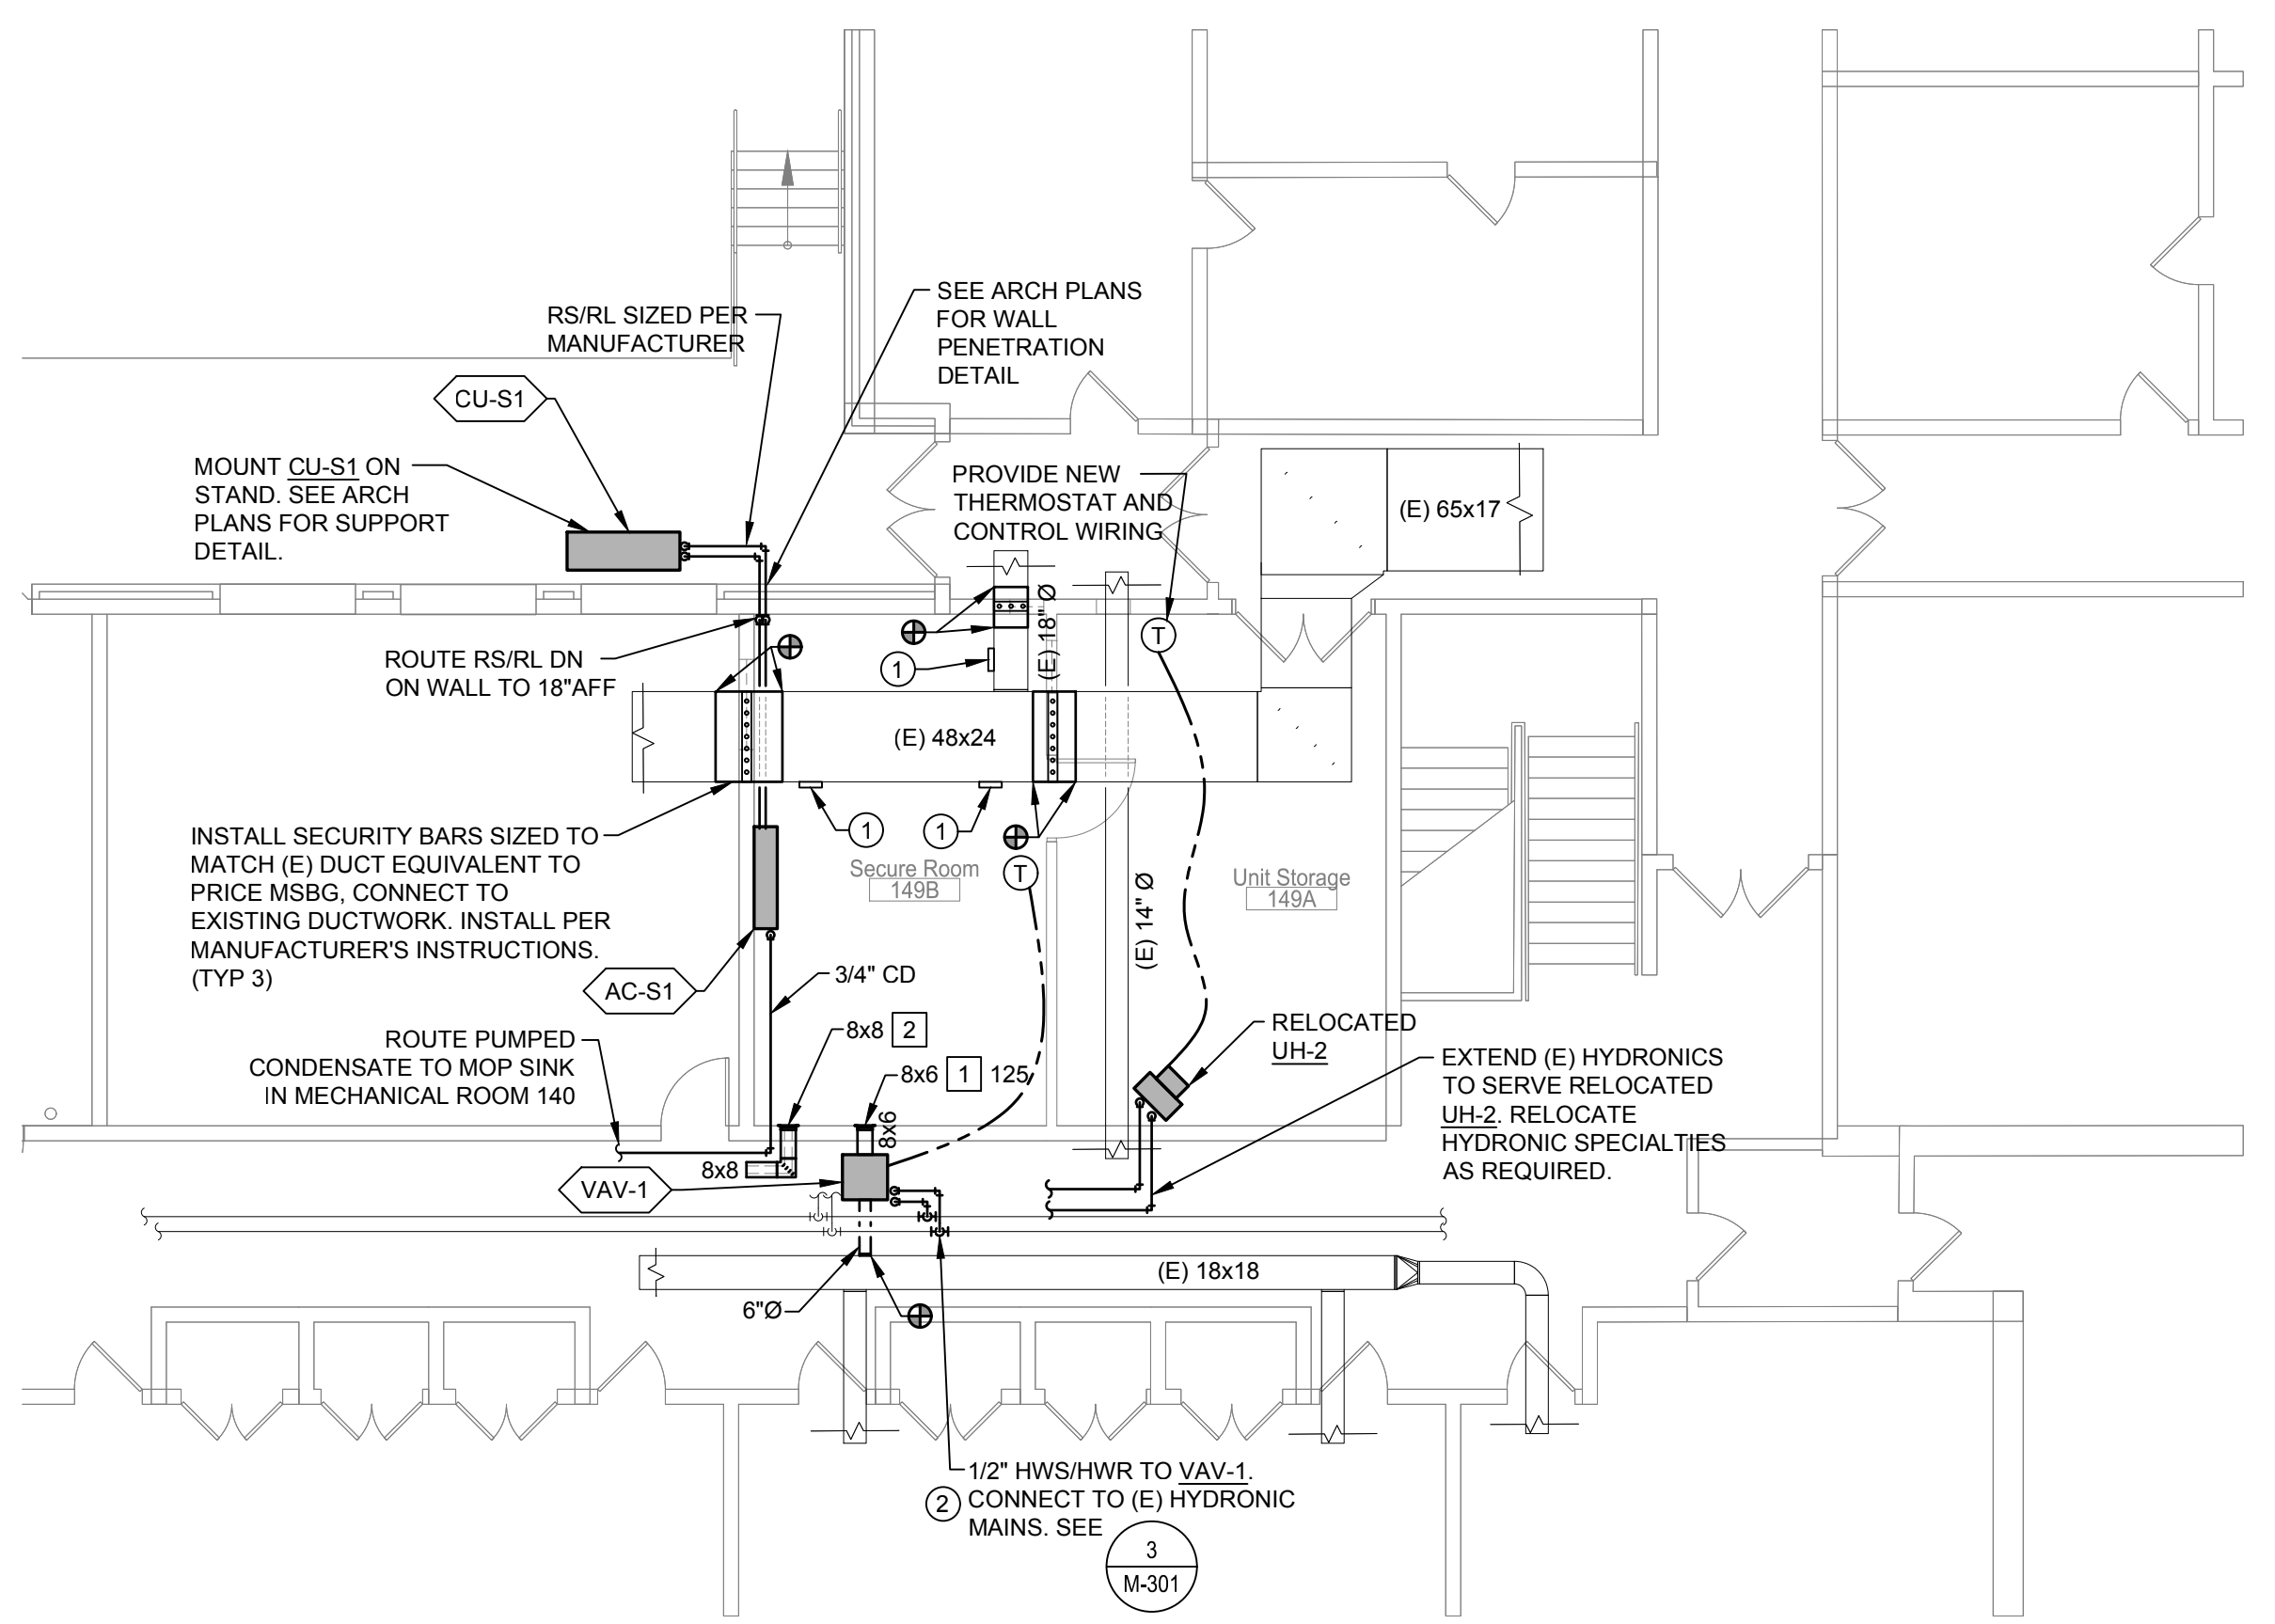 SEE ARCH PLANS
FOR WALL
PENETRATION
DETAIL
RS/RL SIZED PER
MANUFACTURER
CU-S1
MOUNT CU-S1 ON
STAND. SEE ARCH
PLANS FOR SUPPORT
DETAIL.
PROVIDE NEW
THERMOSTAT AND
CONTROL WIRING
(E) 65x17
(E) 18" Ø
T
1
ROUTE RS/RL DN
ON WALL TO 18"AFF
(E) 48x24
1
1
INSTALL SECURITY BARS SIZED TO
MATCH (E) DUCT EQUIVALENT TO
PRICE MSBG, CONNECT TO
EXISTING DUCTWORK. INSTALL PER
MANUFACTURER'S INSTRUCTIONS.
(TYP 3)
Secure Room
149B
T
Unit Storage
149A
(E) 14" Ø
AC-S1
3/4" CD
8x8 2
8x6 1 125
8x6
ROUTE PUMPED
CONDENSATE TO MOP SINK
IN MECHANICAL ROOM 140
RELOCATED
UH-2
EXTEND (E) HYDRONICS
TO SERVE RELOCATED
UH-2. RELOCATE
HYDRONIC SPECIALTIES
AS REQUIRED.
8x8
VAV-1
(E) 18x18
6"Ø
1/2" HWS/HWR TO VAV-1.
2 CONNECT TO (E) HYDRONIC
MAINS. SEE
3
M-301